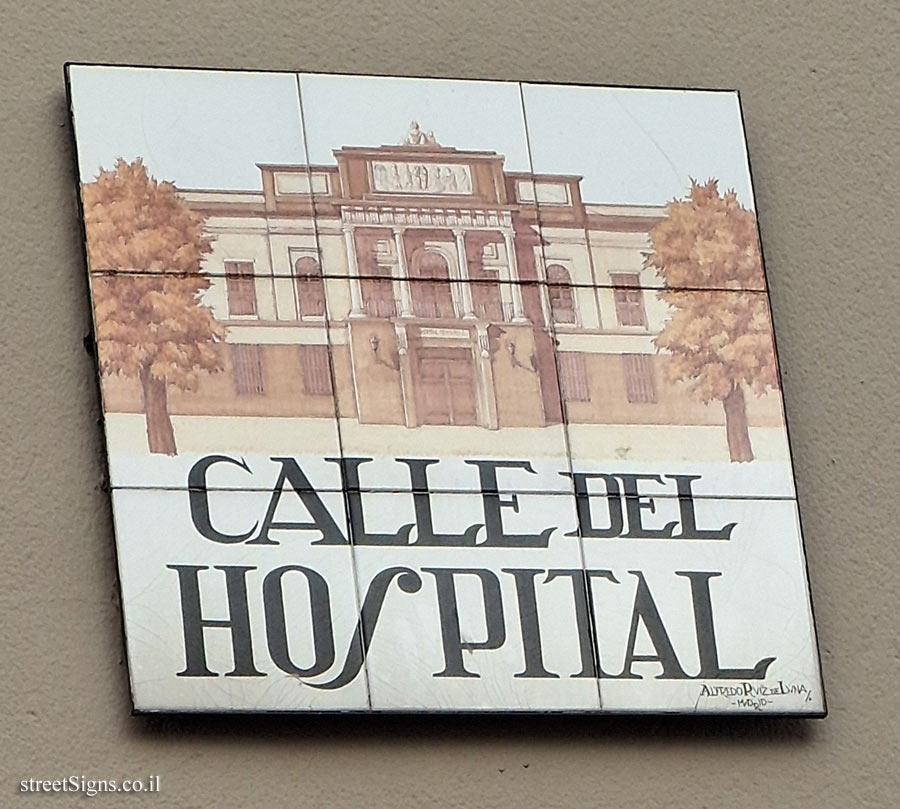 CALLE DEL
HOSPITAL
ALFREDO RUIZ DE LUNA
-MADRID-
streetSigns.co.il